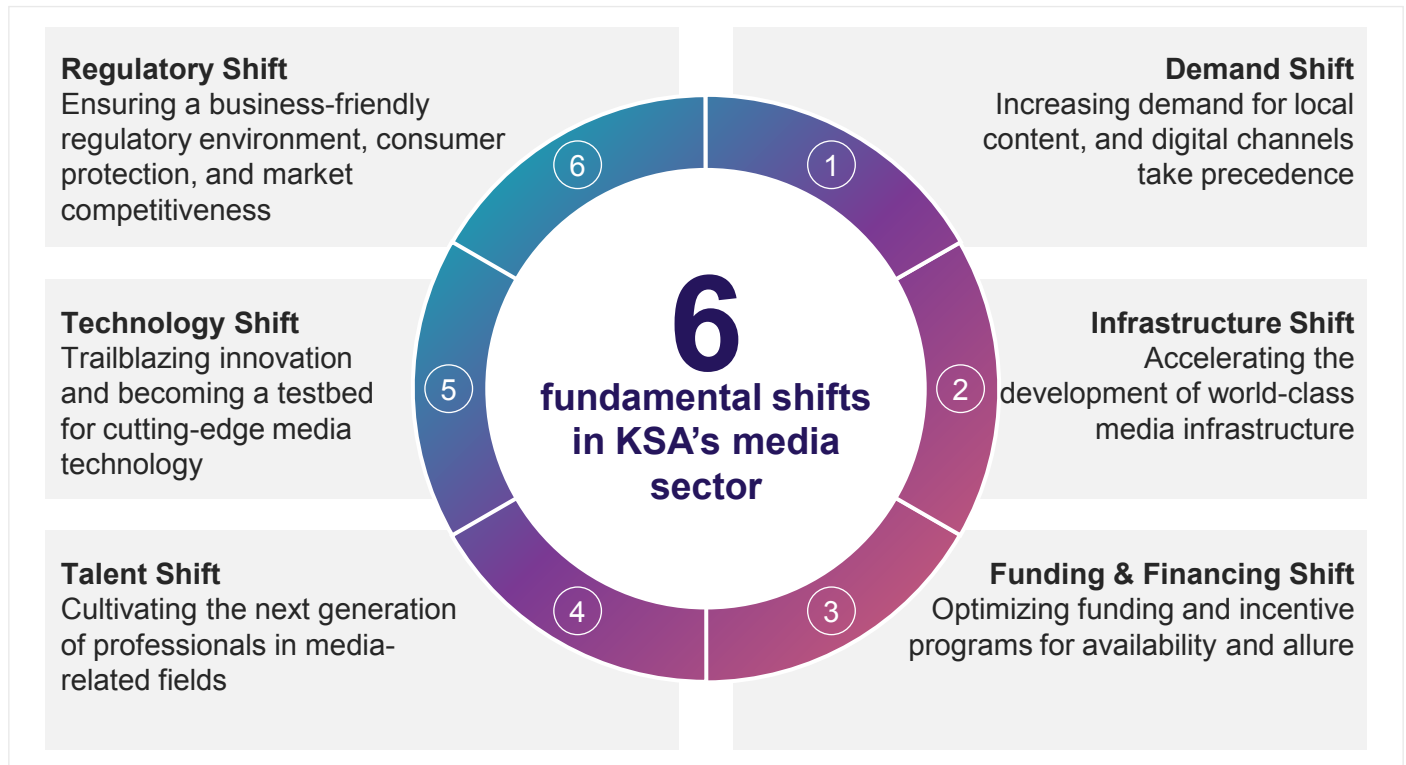 6
fundamental shifts
in KSA's media
sector
1
Demand Shift
Increasing demand for local
content, and digital channels
take precedence
2
Infrastructure Shift
Accelerating the
development of world-class
media infrastructure
3
Funding & Financing Shift
Optimizing funding and incentive
programs for availability and allure
4
Talent Shift
Cultivating the next generation
of professionals in media-
related fields
5
Technology Shift
Trailblazing innovation
and becoming a testbed
for cutting-edge media
technology
6
Regulatory Shift
Ensuring a business-friendly
regulatory environment, consumer
protection, and market
competitiveness